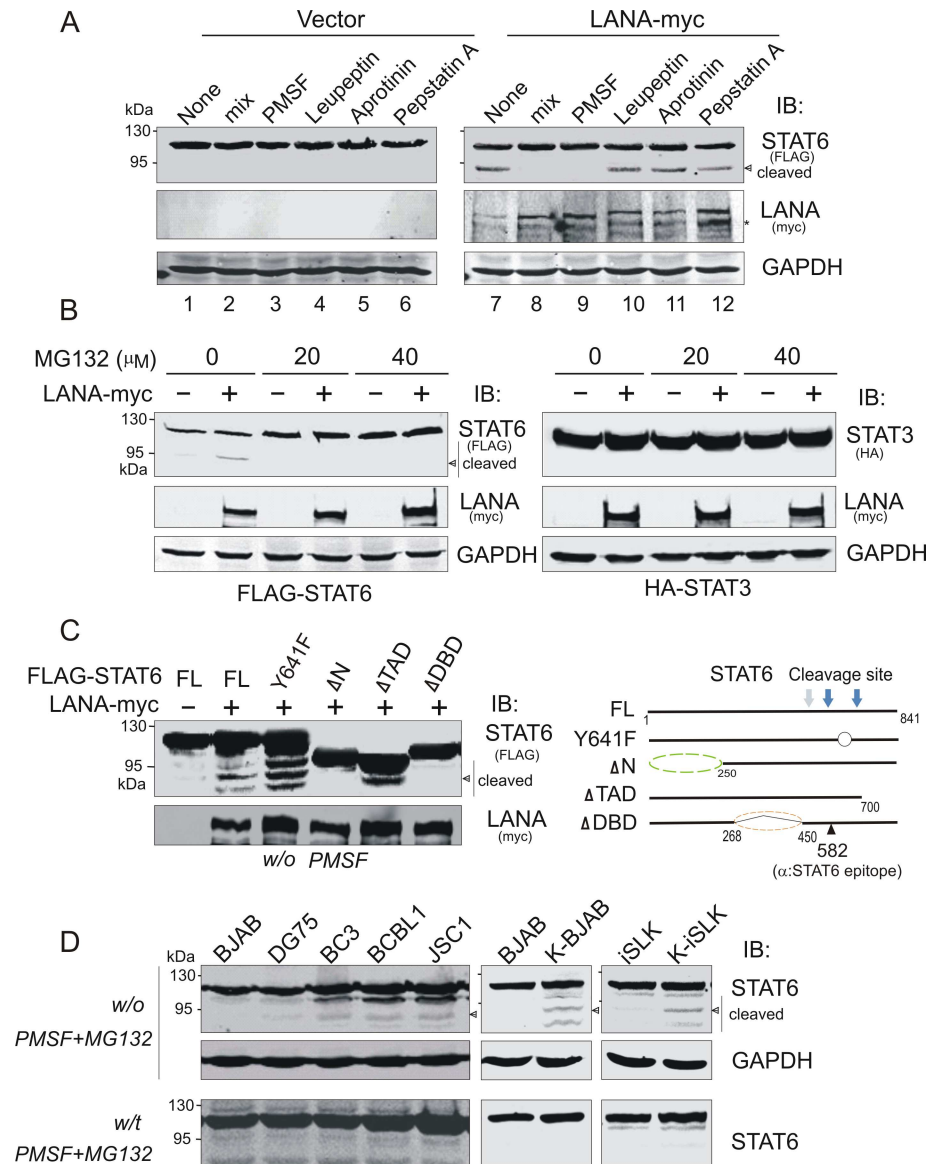 A
Vector LANA-myc
None mix PMSF Leupeptin Aprotinin Pepstatin A None mix PMSF Leupeptin Aprotinin Pepstatin A
kDa IB:
130
95
STAT6
(FLAG)
cleaved
LANA
(myc)
*
GAPDH
1 2 3 4 5 6 7 8 9 10 11 12
B
MG132 (μM) 0 20 40 0 20 40
LANA-myc − + − + − + IB: − + − + − + IB:
130
95
kDa
STAT6
(FLAG)
cleaved
STAT3
(HA)
LANA
(myc)
LANA
(myc)
GAPDH GAPDH
FLAG-STAT6 HA-STAT3
C
FLAG-STAT6 FL FL Y641F ΔN ΔTAD ΔDBD
LANA-myc − + + + + + IB:
130
95
kDa
STAT6
(FLAG)
cleaved
LANA
(myc)
w/o PMSF
STAT6 Cleavage site
FL 1 841
Y641F
ΔN 250
ΔTAD 700
ΔDBD 268 450
582
(α:STAT6 epitope)
D
BJAB DG75 BC3 BCBL1 JSC1 BJAB K-BJAB iSLK K-iSLK
kDa IB:
130
95
w/o
PMSF+MG132
STAT6
cleaved
GAPDH
130
95
w/t
PMSF+MG132
STAT6